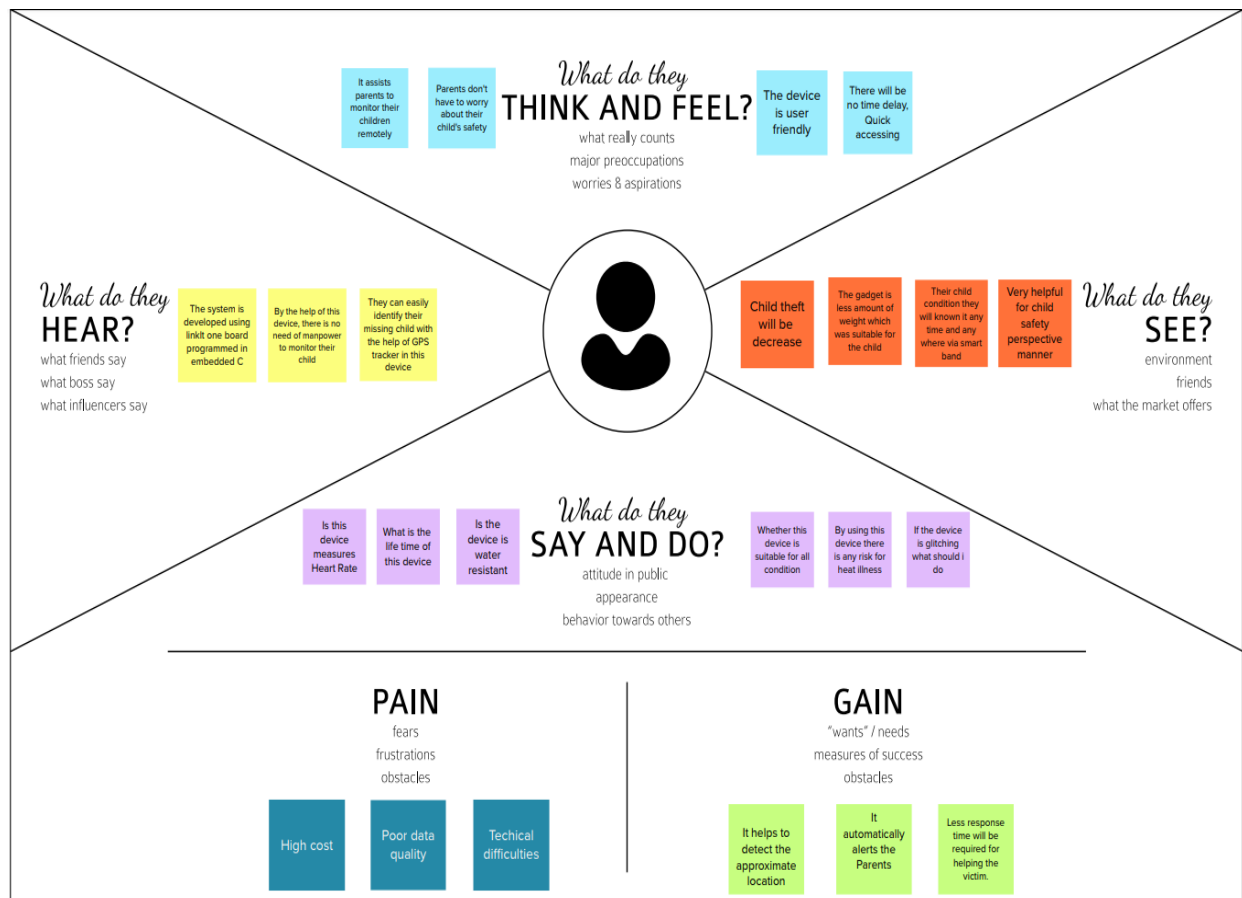 It assists
parents to
monitor their
children
remotely
Parents don't
have to worry
about their
child's safety
What do they
THINK AND FEEL?
what really counts
major preoccupations
worries & aspirations
The device
is user
friendly
There will be
no time delay,
Quick
accessing
What do they
HEAR?
what friends say
what boss say
what influencers say
The system is
developed using
linkIt one board
programmed in
embedded C
By the help of this
device, there is no
need of manpower
to monitor their
child
They can easily
identify their
missing child with
the help of GPS
tracker in this
device
Child theft
will be
decrease
The gadget is
less amount of
weight which
was suitable for
the child
Their child
condition they
will known it any
time and any
where via smart
band
Very helpful
for child
safety
perspective
manner
What do they
SEE?
environment
friends
what the market offers
Is this
device
measures
Heart Rate
What is the
life time of
this device
Is the
device is
water
resistant
What do they
SAY AND DO?
attitude in public
appearance
behavior towards others
Whether this
device is
suitable for all
condition
By using this
device there
is any risk for
heat illness
If the device
is glitching
what should i
do
PAIN
fears
frustrations
obstacles
High cost
Poor data
quality
Techical
difficulties
GAIN
"wants" / needs
measures of success
obstacles
It helps to
detect the
approximate
location
It
automatically
alerts the
Parents
Less response
time will be
required for
helping the
victim.